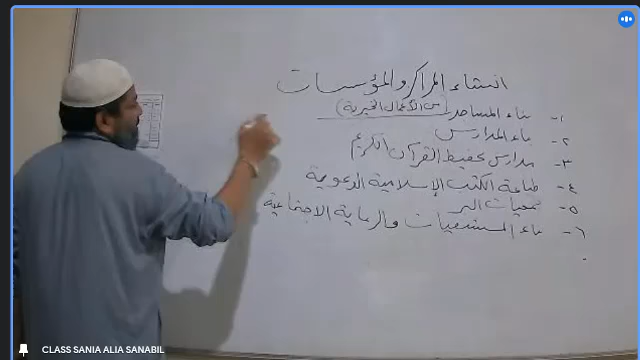 انشاء المراكز والمؤسسات
١- بناء المساجد (من الأعمال الخيرية)
٢- بناء المدارس
٣- مدارس تحفيظ القرآن الكريم
٤- طباعة الكتب الإسلامية الدعوية
٥- جمعيات البر
٦- بناء المستشفيات والرعاية الاجتماعية
CLASS SANIA ALIA SANABIL